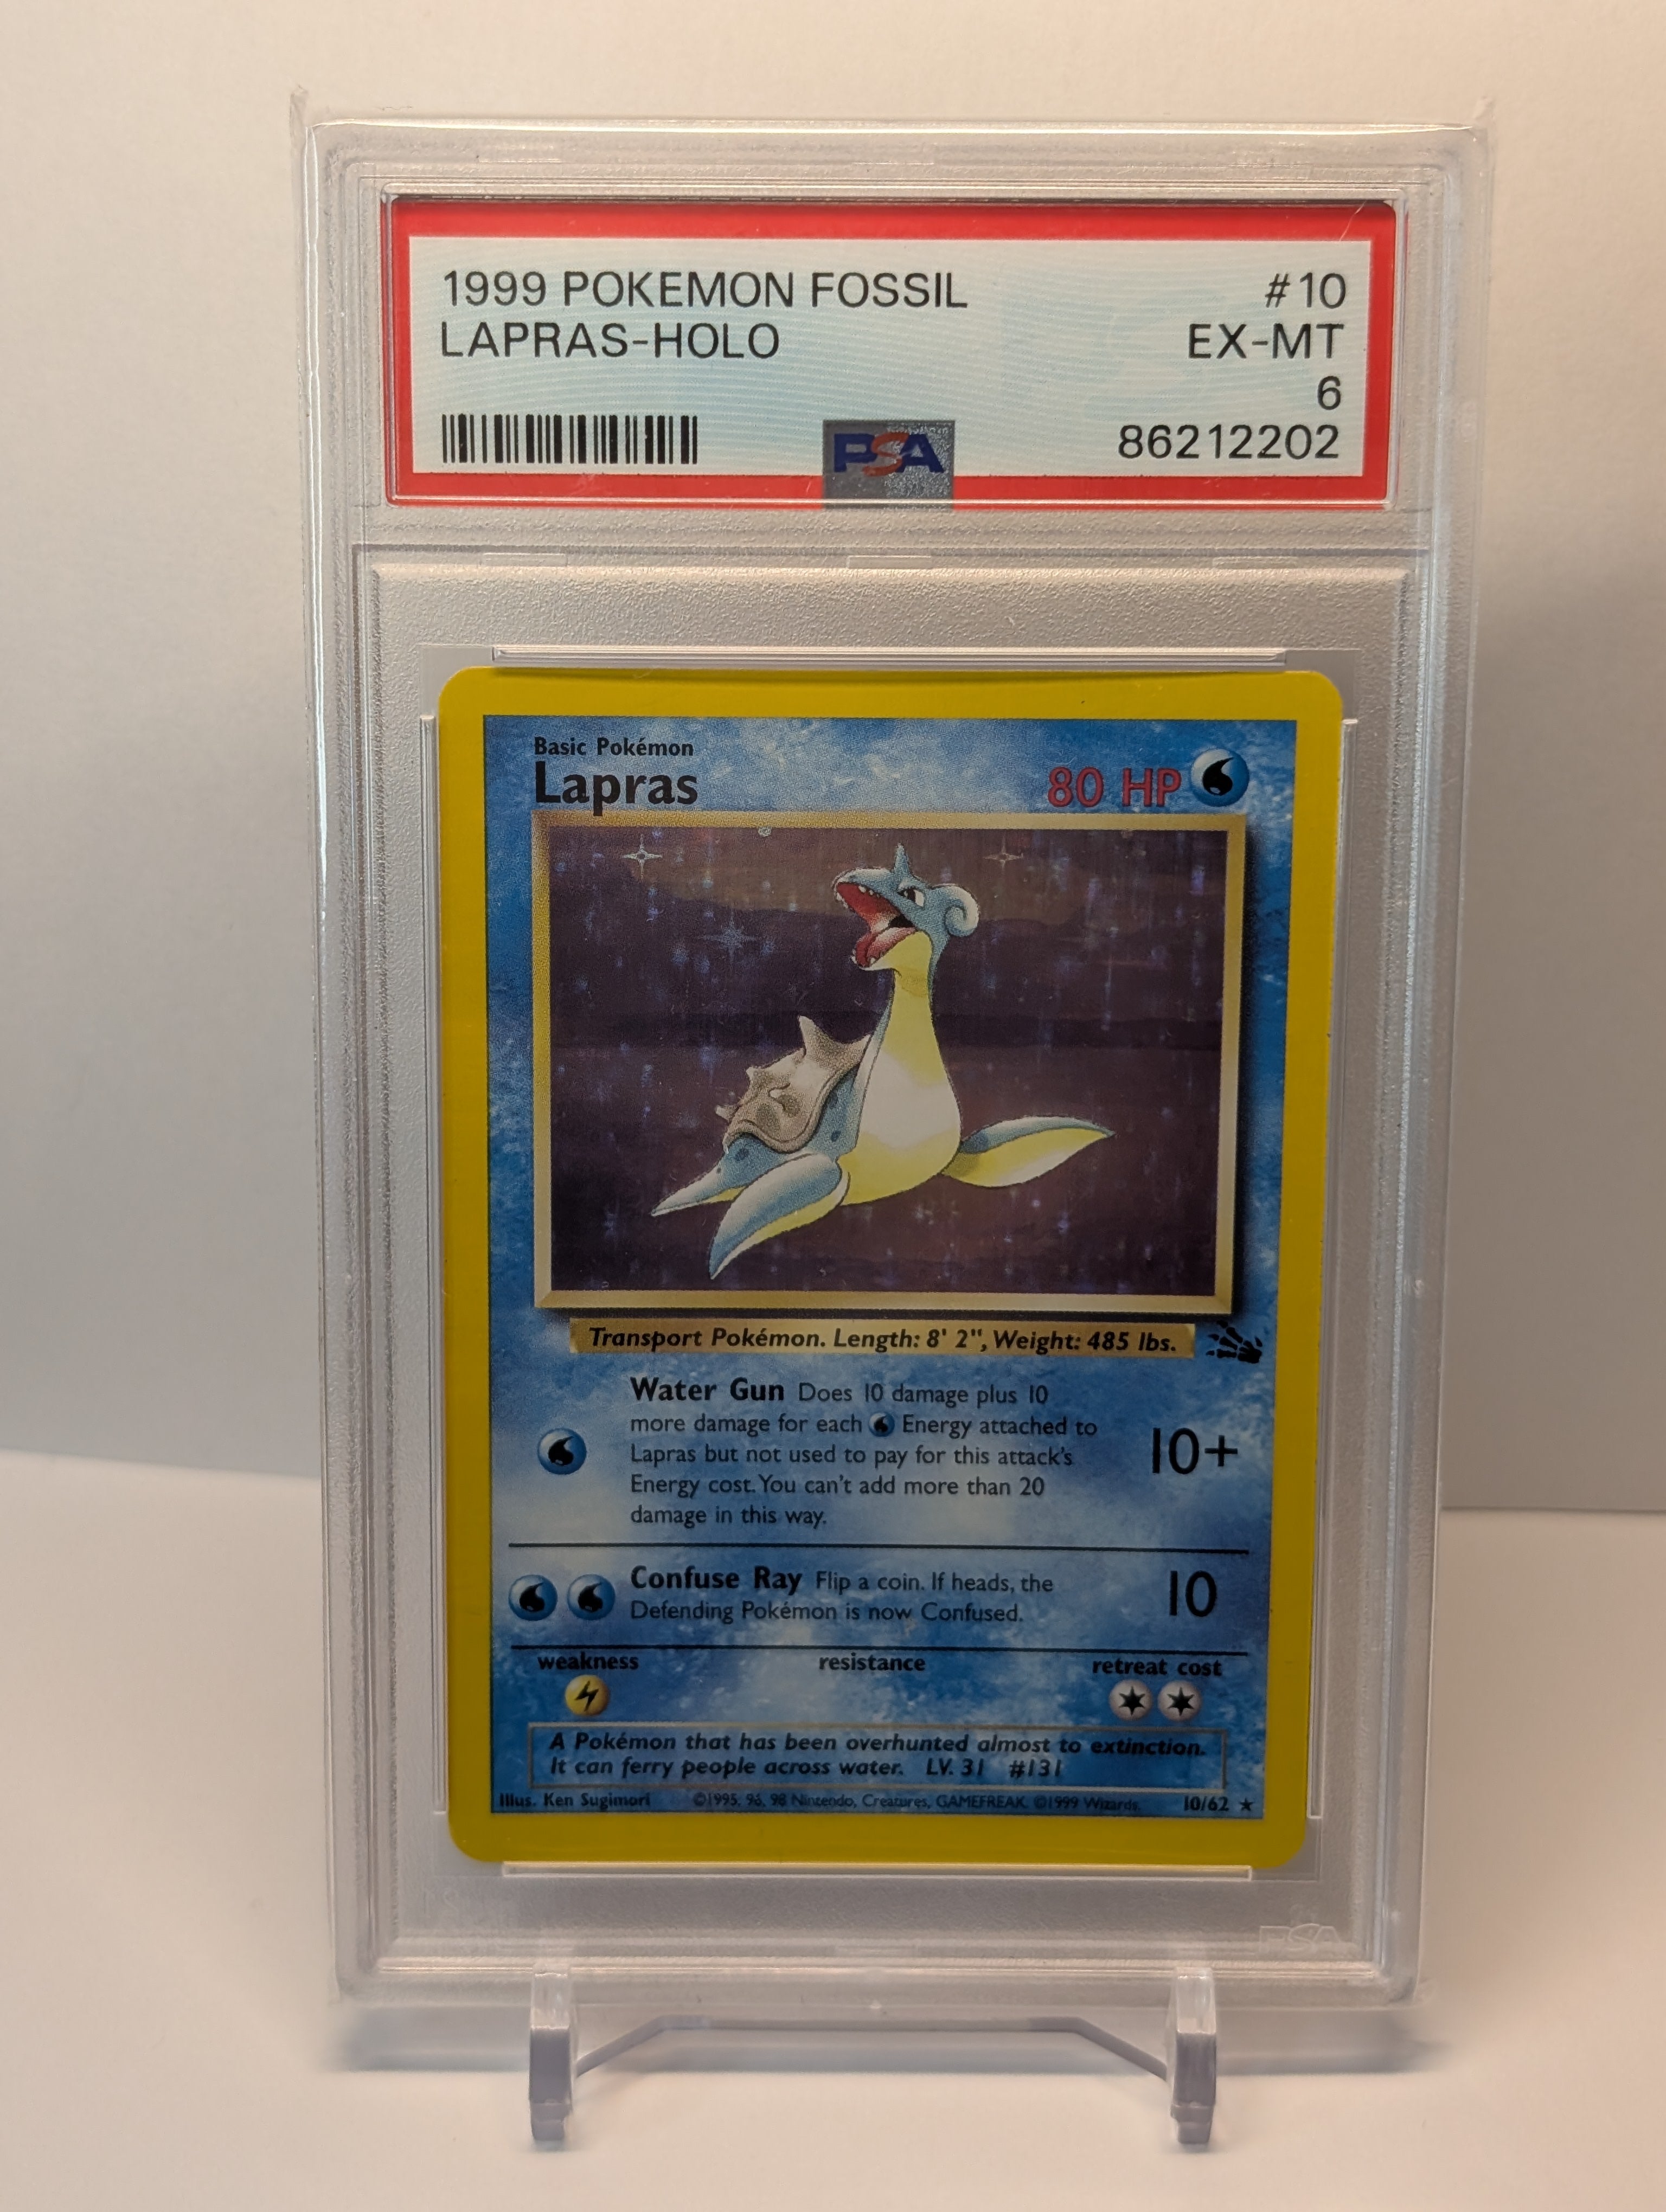 1999 POKEMON FOSSIL #10
LAPRAS-HOLO EX-MT
6
PSA 86212202
Basic Pokémon
Lapras 80 HP
Transport Pokémon. Length: 8' 2", Weight: 485 lbs.
Water Gun Does 10 damage plus 10
more damage for each Energy attached to
Lapras but not used to pay for this attack's
Energy cost. You can't add more than 20
damage in this way.
10+
Confuse Ray Flip a coin. If heads, the
Defending Pokémon is now Confused.
10
weakness resistance retreat cost
A Pokémon that has been overhunted almost to extinction.
It can ferry people across water. LV. 31 #131
Illus. Ken Sugimori ©1995, 96, 98 Nintendo, Creatures, GAMEFREAK. ©1999 Wizards. 10/62 ★
PSA